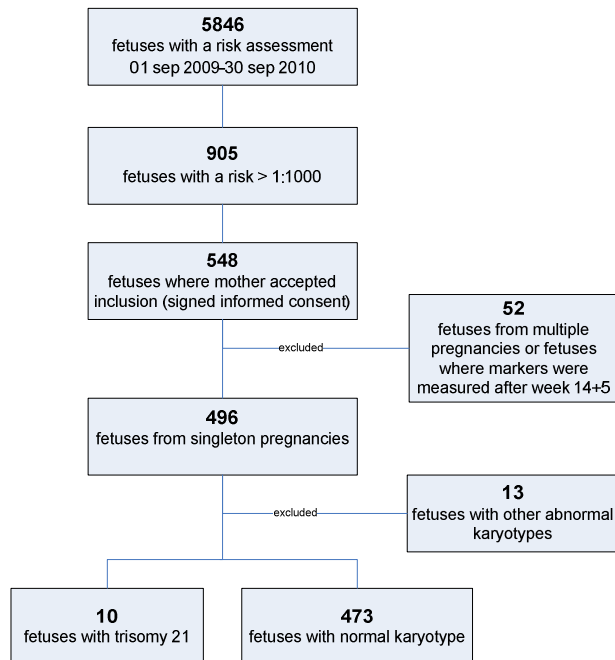 5846
fetuses with a risk assessment
01 sep 2009-30 sep 2010
905
fetuses with a risk > 1:1000
548
fetuses where mother accepted
inclusion (signed informed consent)
excluded
52
fetuses from multiple
pregnancies or fetuses
where markers were
measured after week 14+5
496
fetuses from singleton pregnancies
excluded
13
fetuses with other abnormal
karyotypes
10
fetuses with trisomy 21
473
fetuses with normal karyotype